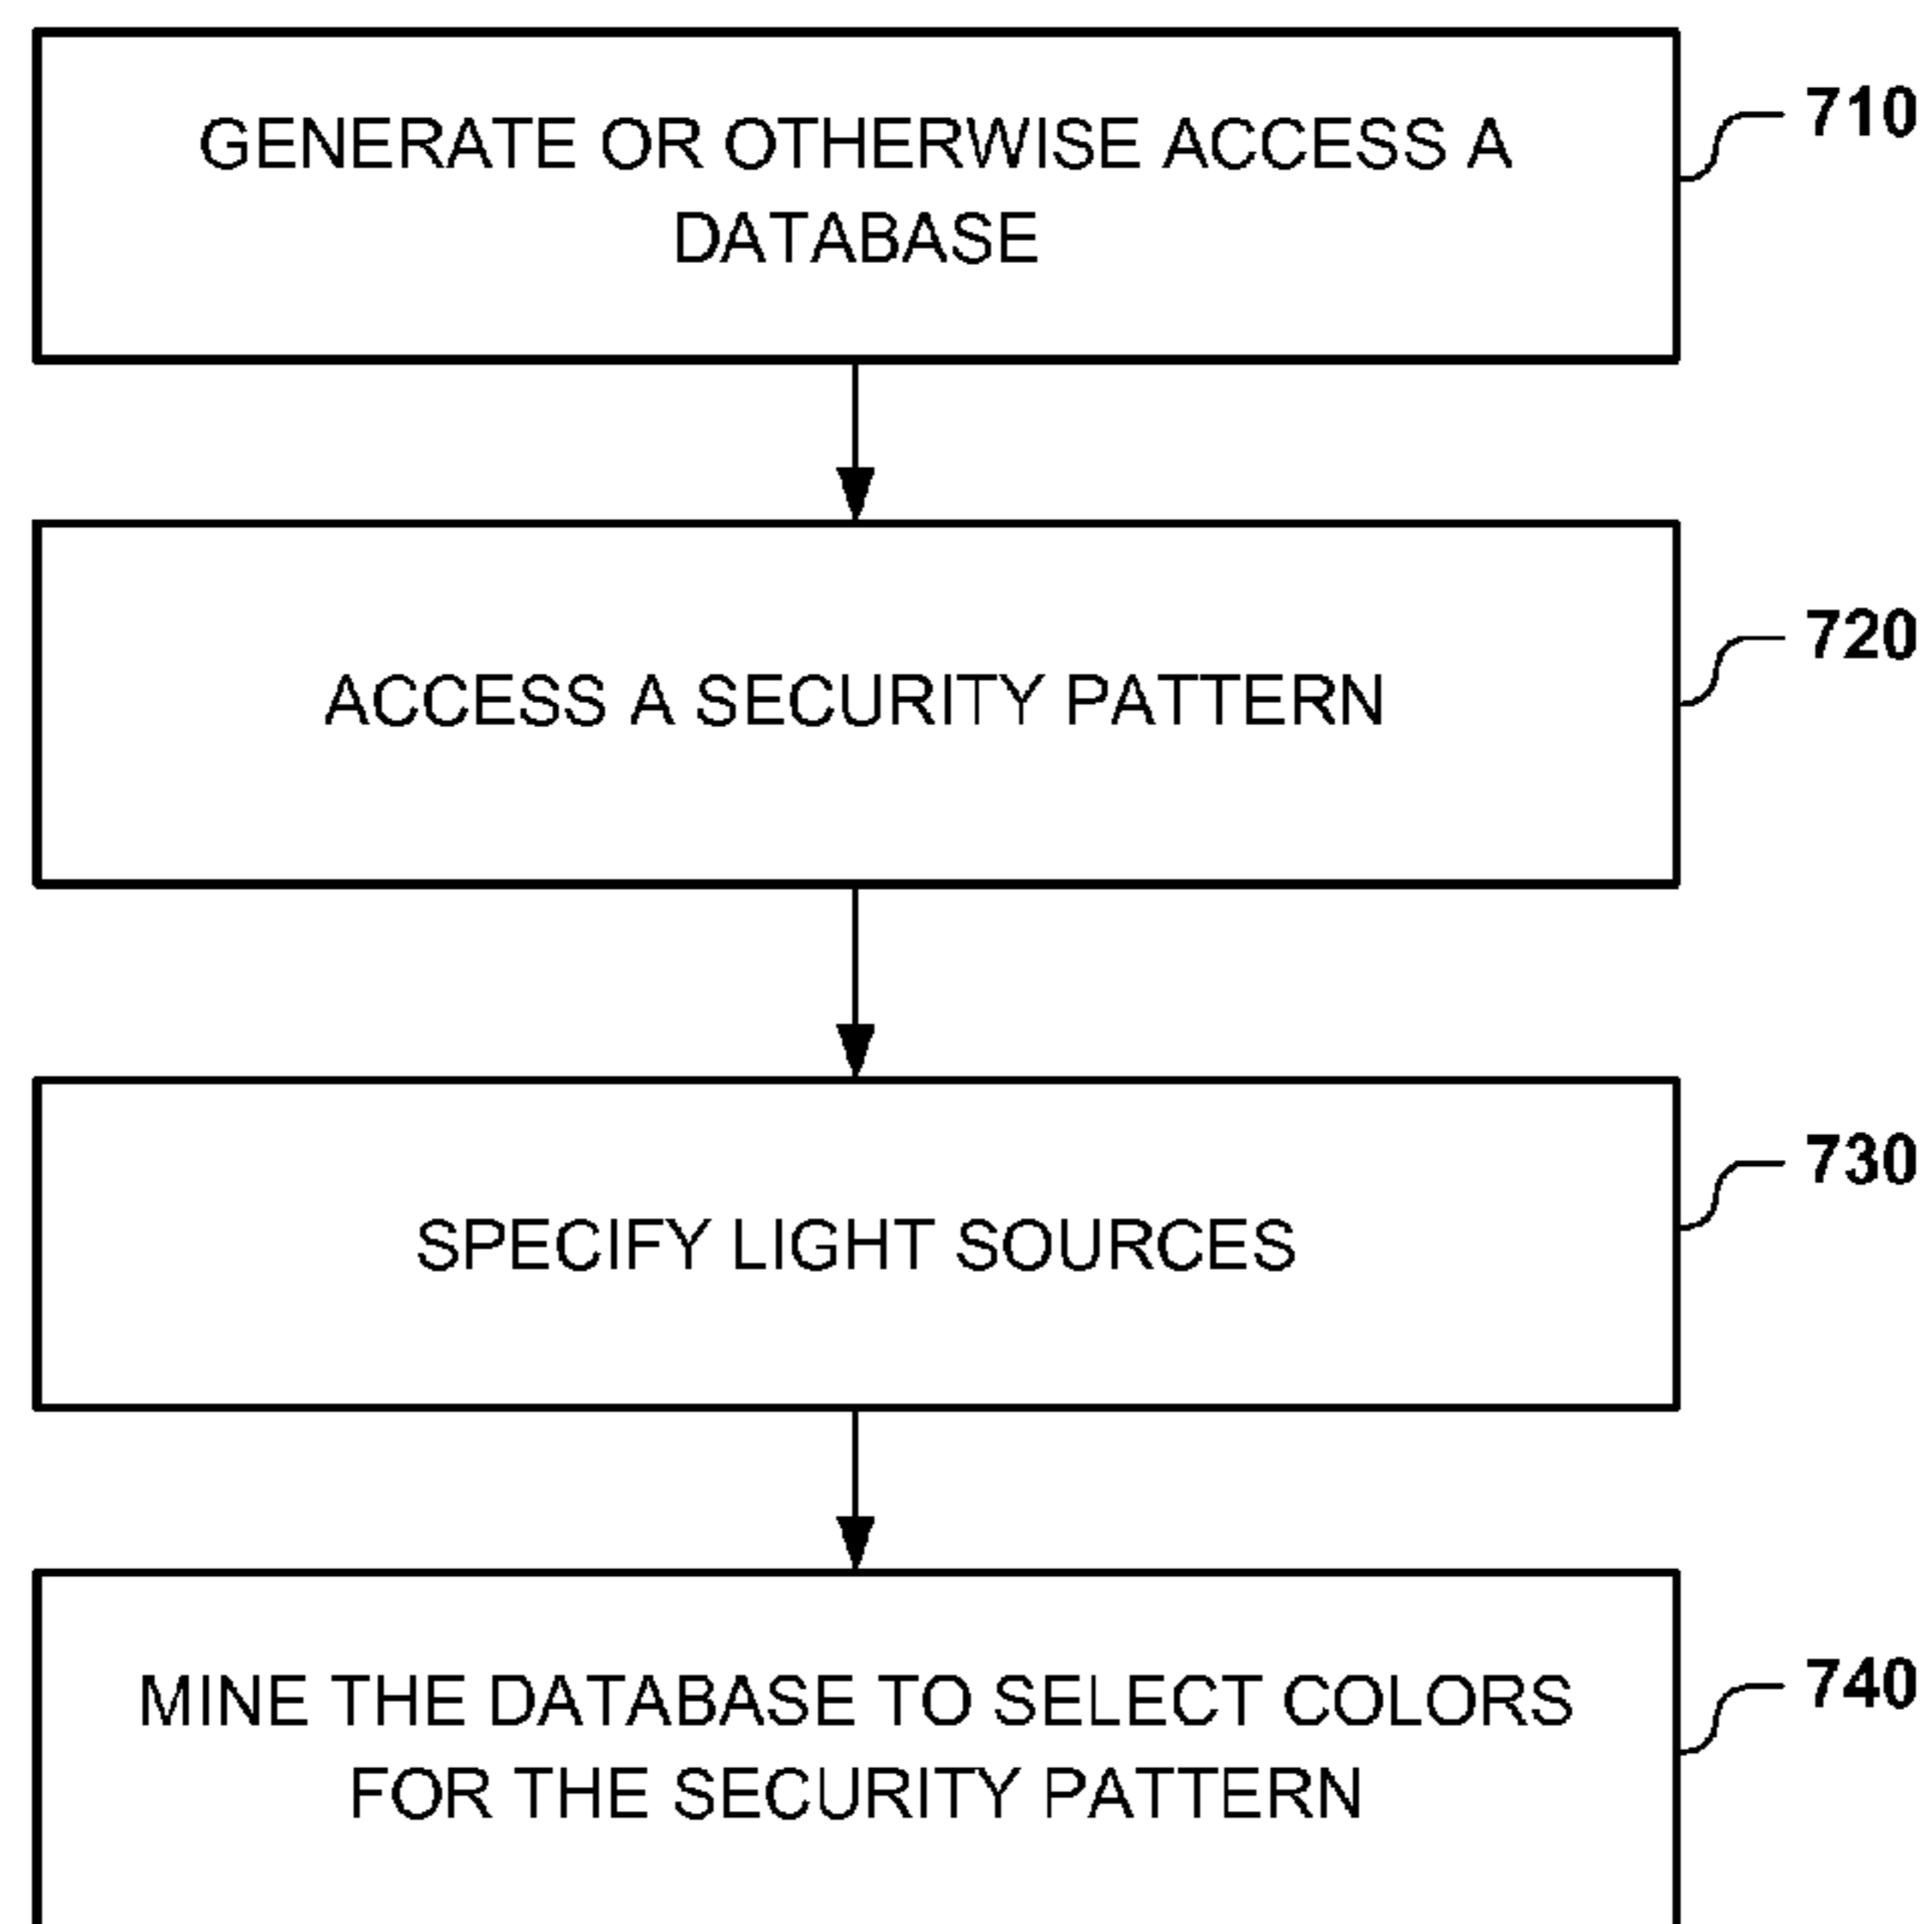 GENERATE OR OTHERWISE ACCESS A
DATABASE
710
ACCESS A SECURITY PATTERN
720
SPECIFY LIGHT SOURCES
730
MINE THE DATABASE TO SELECT COLORS
FOR THE SECURITY PATTERN
740